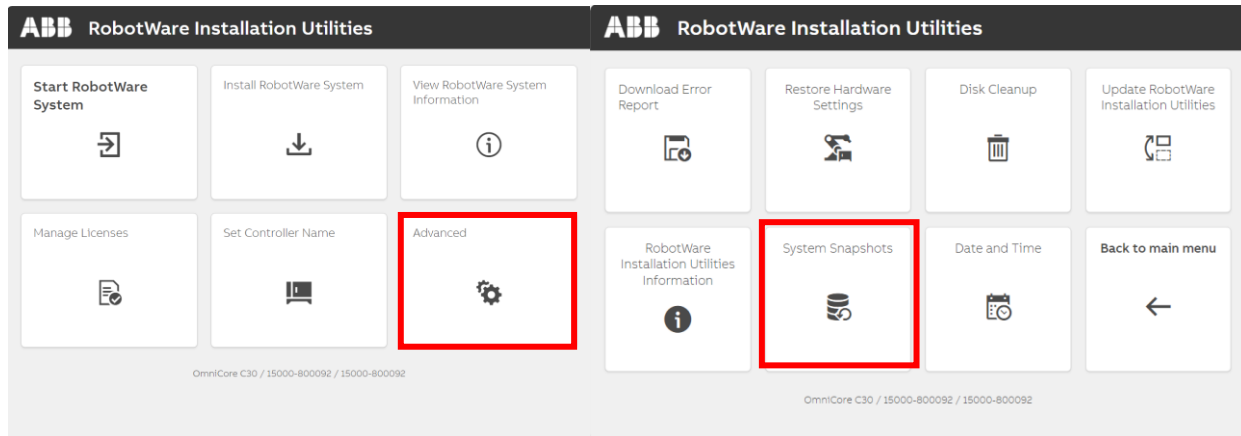 ABB RobotWare Installation Utilities
Start RobotWare
System
Install RobotWare System
View RobotWare System
Information
Manage Licenses
Set Controller Name
Advanced
OmniCore C30 / 15000-800092 / 15000-800092
ABB RobotWare Installation Utilities
Download Error
Report
Restore Hardware
Settings
Disk Cleanup
Update RobotWare
Installation Utilities
RobotWare
Installation Utilities
Information
System Snapshots
Date and Time
Back to main menu
OmniCore C30 / 15000-800092 / 15000-800092